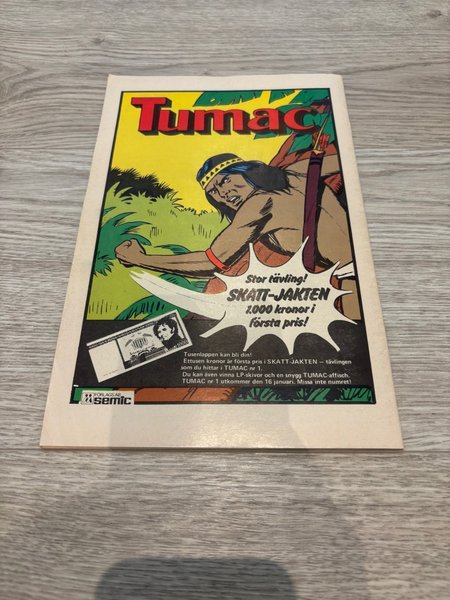 Tumac
Stor tävling!
SKATT-JAKTEN
1.000 kronor i
första pris!
Tusenlappen kan bli din!
Ettusen kronor är första pris i SKATT-JAKTEN — tävlingen
som du hittar i TUMAC nr 1.
Du kan även vinna LP-skivor och en snygg TUMAC-affisch.
TUMAC nr 1 utkommer den 16 januari. Missa inte numret!
FÖRLAGS AB
semic